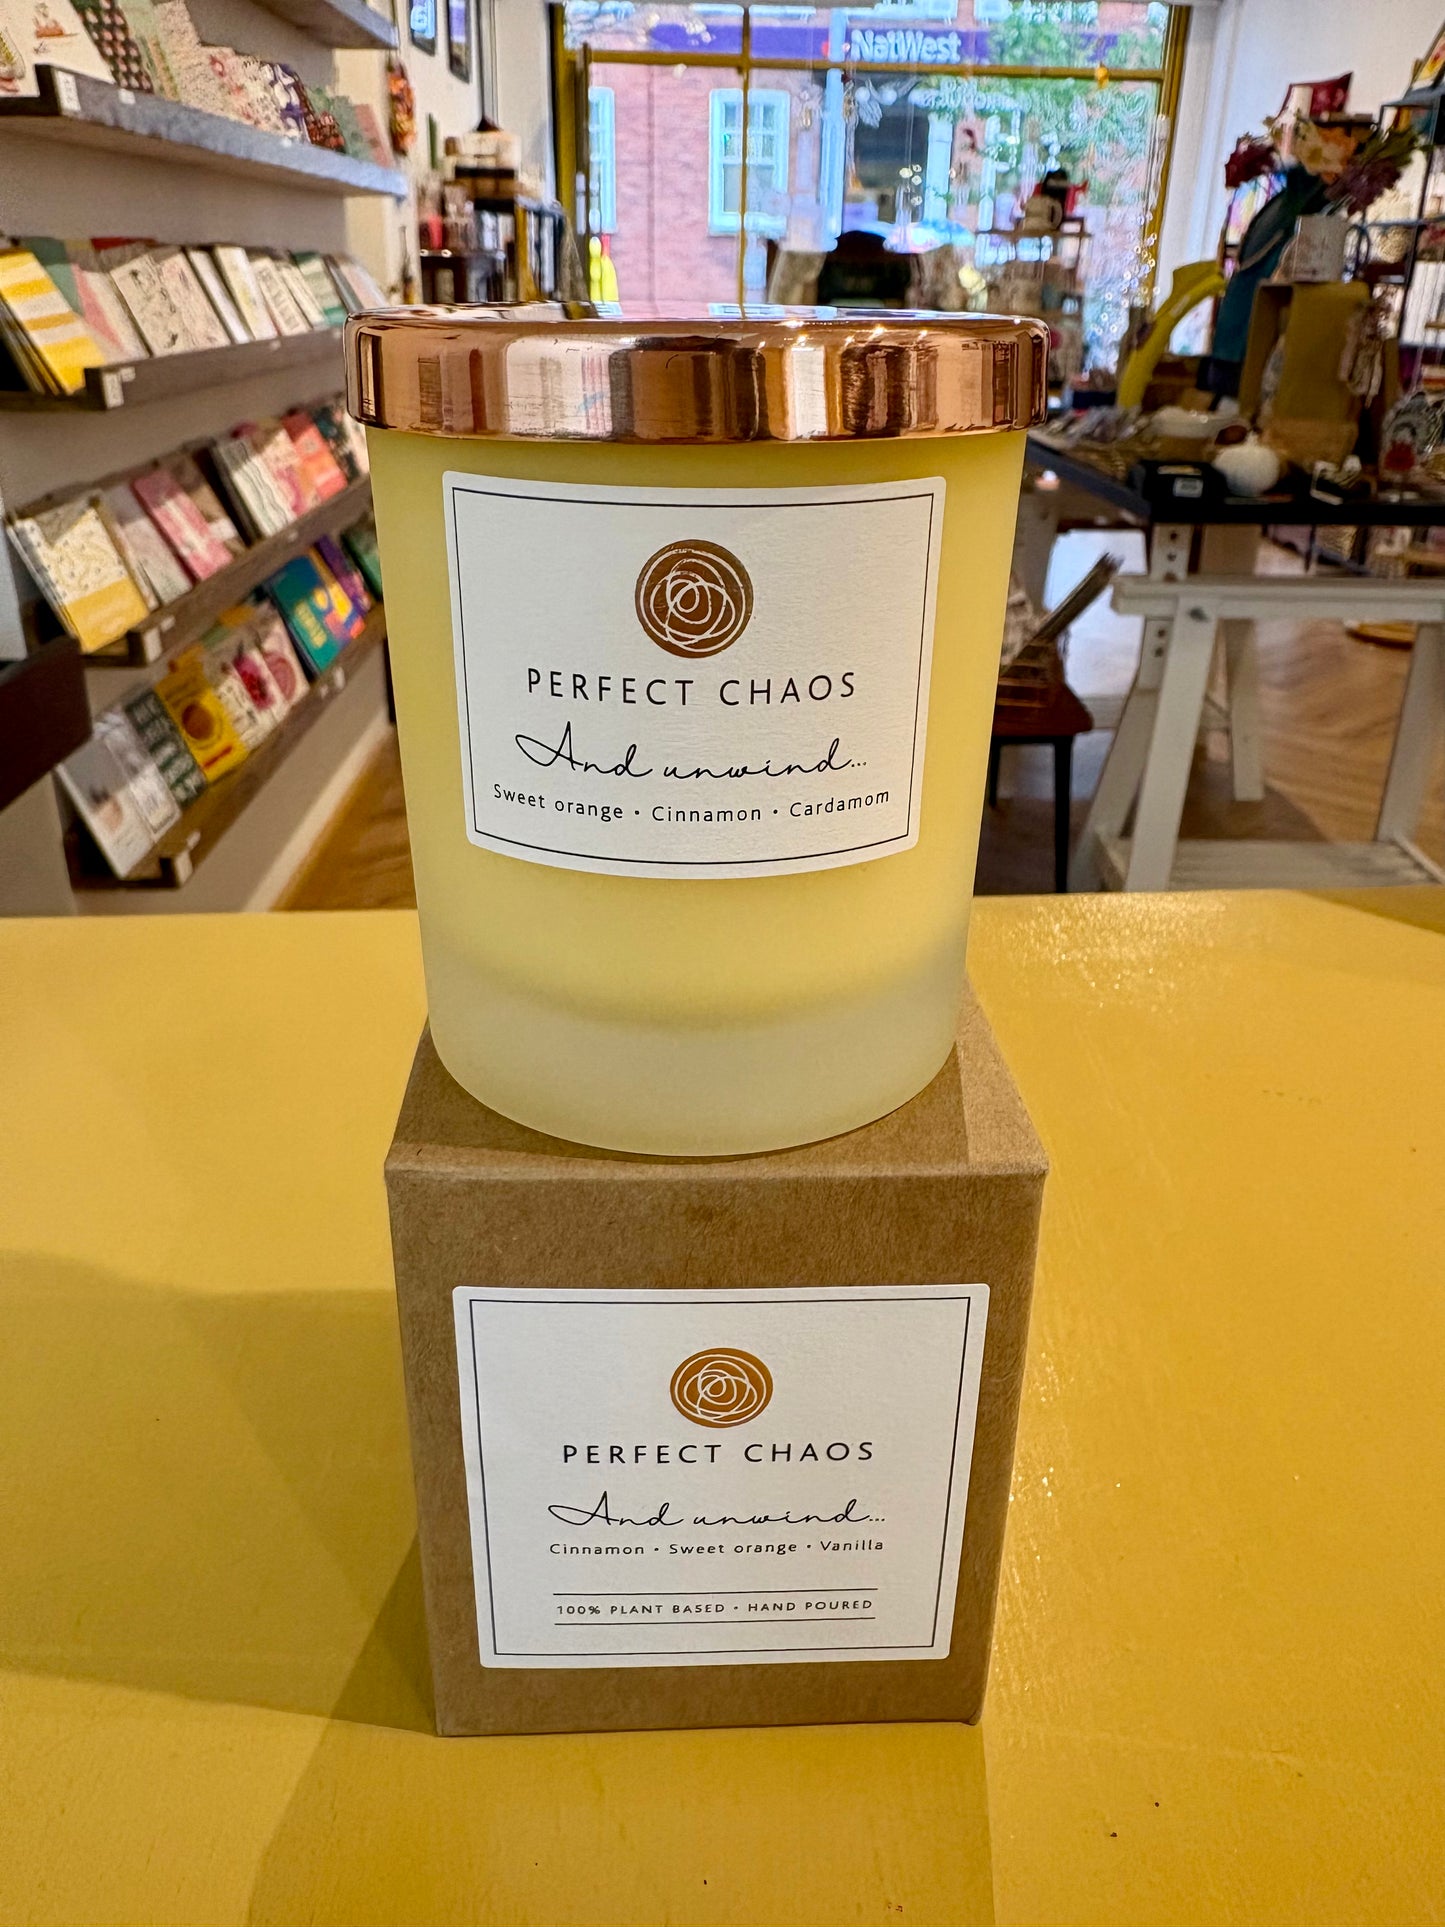 NatWest
PERFECT CHAOS
And unwind...
Sweet orange • Cinnamon • Cardamom
PERFECT CHAOS
And unwind...
Cinnamon • Sweet orange • Vanilla
100% PLANT BASED • HAND POURED